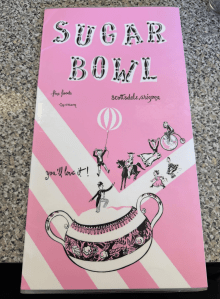 SUGAR
BOWL
fine foods
Scottsdale, Arizona
you'll love it!